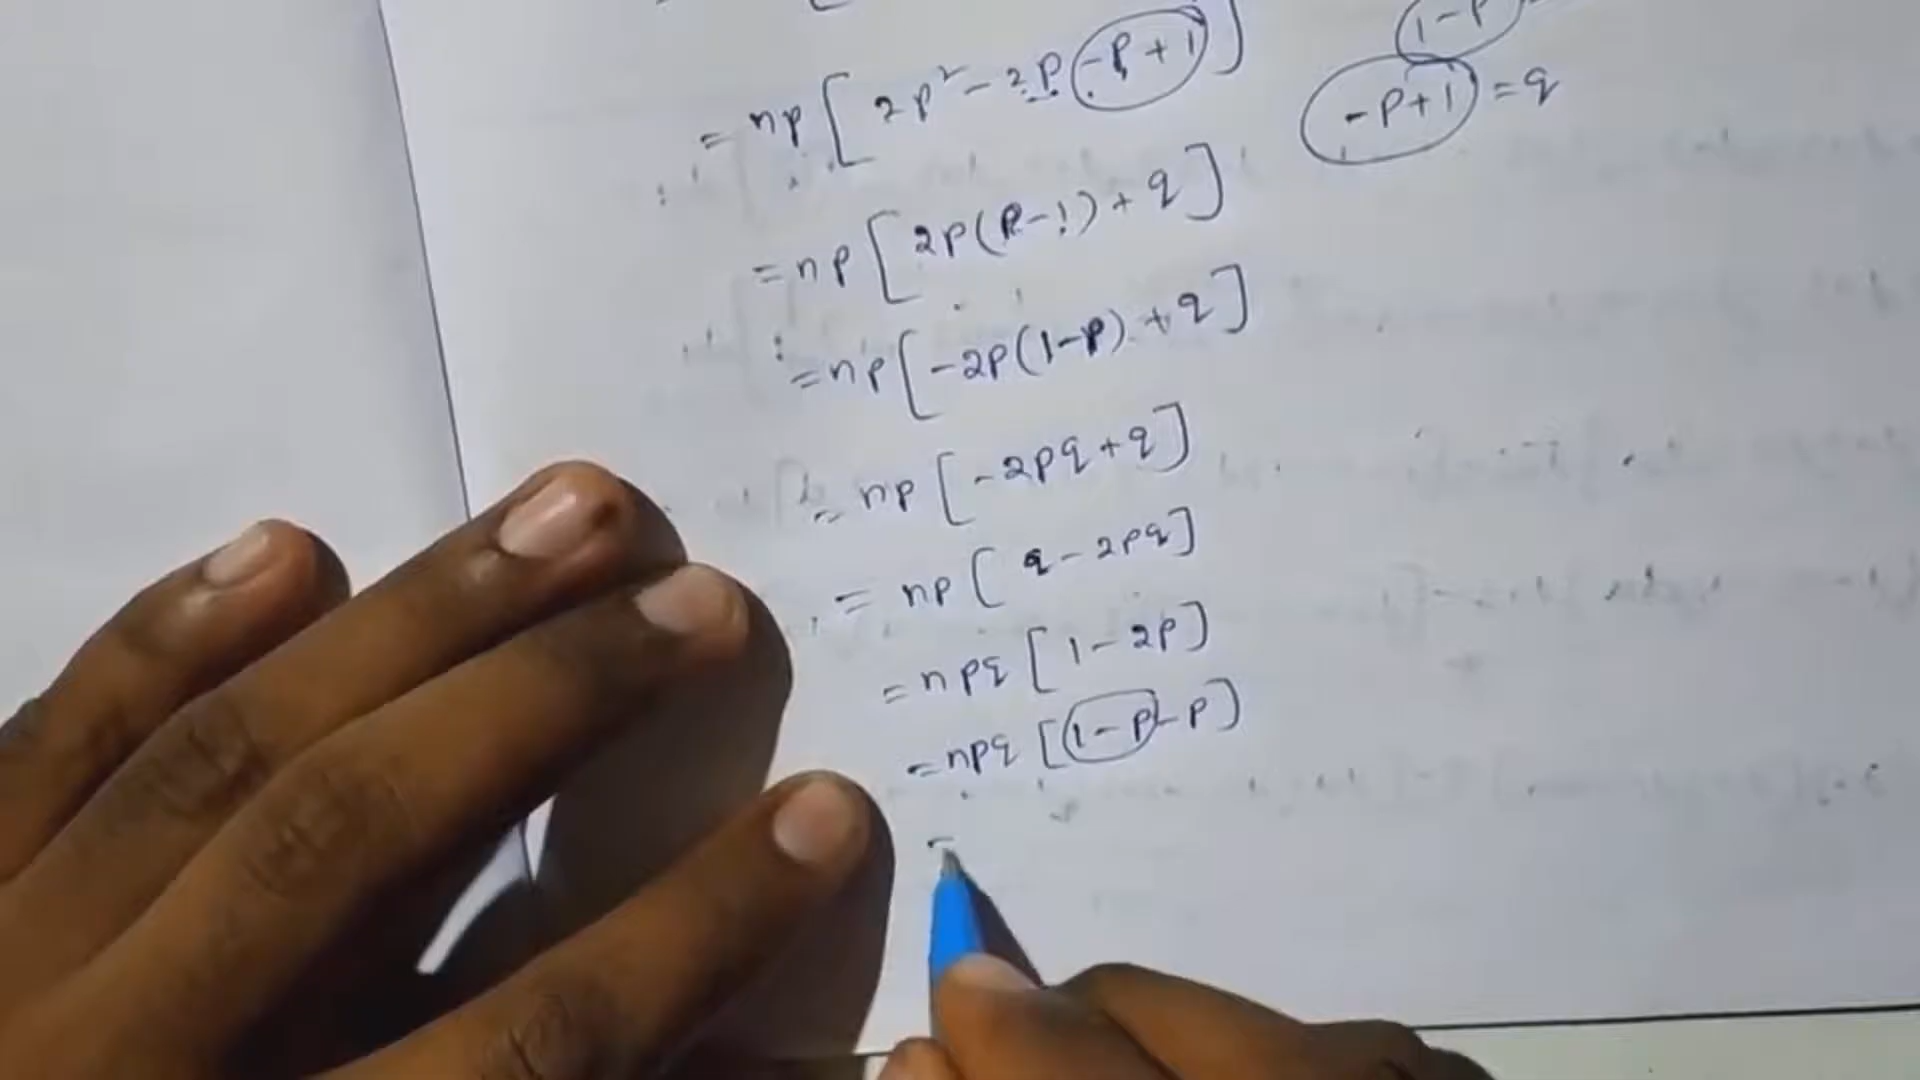 1-P
= np [ 2p² - 2p -p+1 ]
-p+1 = q
= np [ 2p(p-1) + q ]
= np [ -2p(1-p) + q ]
= np [ -2pq + q ]
= np [ q - 2pq ]
= npq [ 1 - 2p ]
= npq [ 1-p - p ]
=